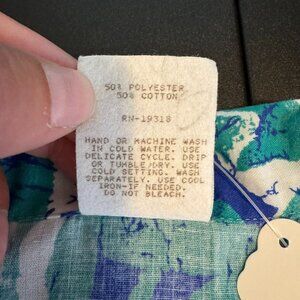 50% POLYESTER
50% COTTON
RN-19318
HAND OR MACHINE WASH
IN COLD WATER. USE
DELICATE CYCLE. DRIP
OR TUMBLE/DRY. USE
COLD SETTING. WASH
SEPARATELY. USE COOL
IRON-IF NEEDED.
DO NOT BLEACH.